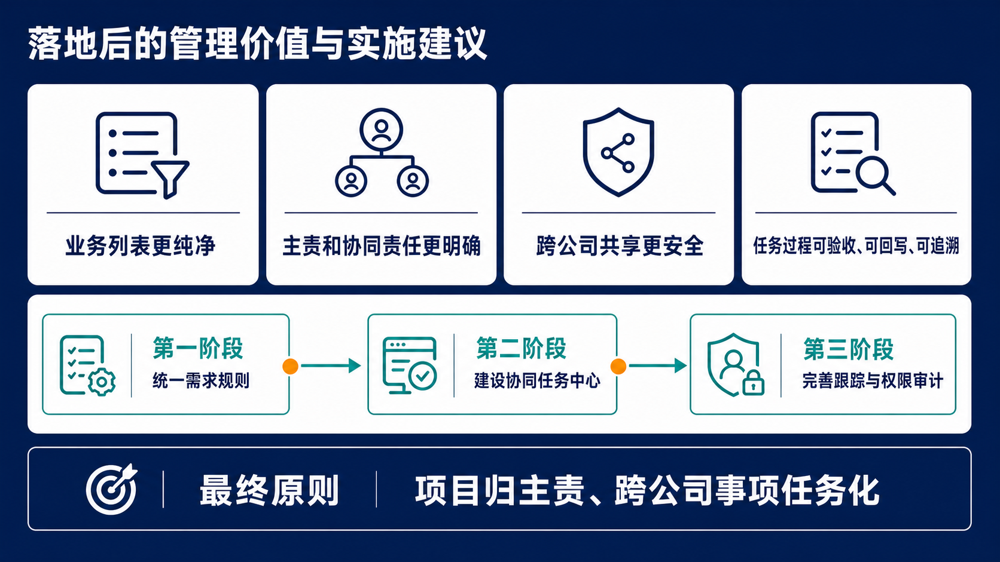 落地后的管理价值与实施建议
业务列表更纯净
主责和协同责任更明确
跨公司共享更安全
任务过程可验收、可回写、可追溯
第一阶段
统一需求规则
第二阶段
建设协同任务中心
第三阶段
完善跟踪与权限审计
最终原则
项目归主责、跨公司事项任务化